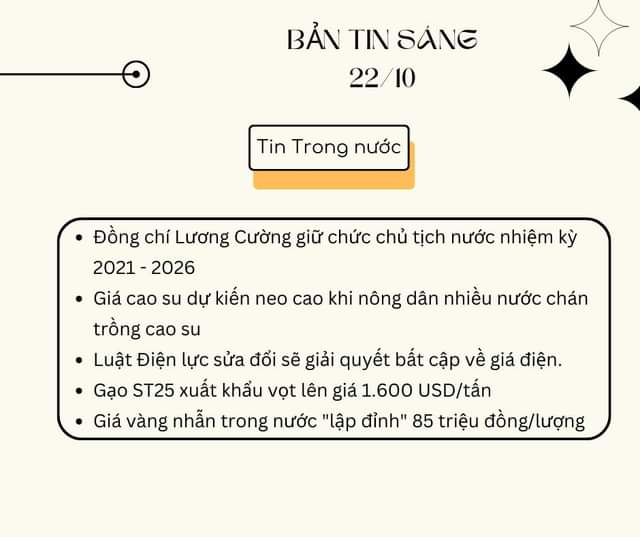 BẢN TIN SÁNG
22/10
Tin Trong nước
• Đồng chí Lương Cường giữ chức chủ tịch nước nhiệm kỳ
2021 - 2026
• Giá cao su dự kiến neo cao khi nông dân nhiều nước chán
trồng cao su
• Luật Điện lực sửa đổi sẽ giải quyết bất cập về giá điện.
• Gạo ST25 xuất khẩu vọt lên giá 1.600 USD/tấn
• Giá vàng nhẫn trong nước "lập đỉnh" 85 triệu đồng/lượng